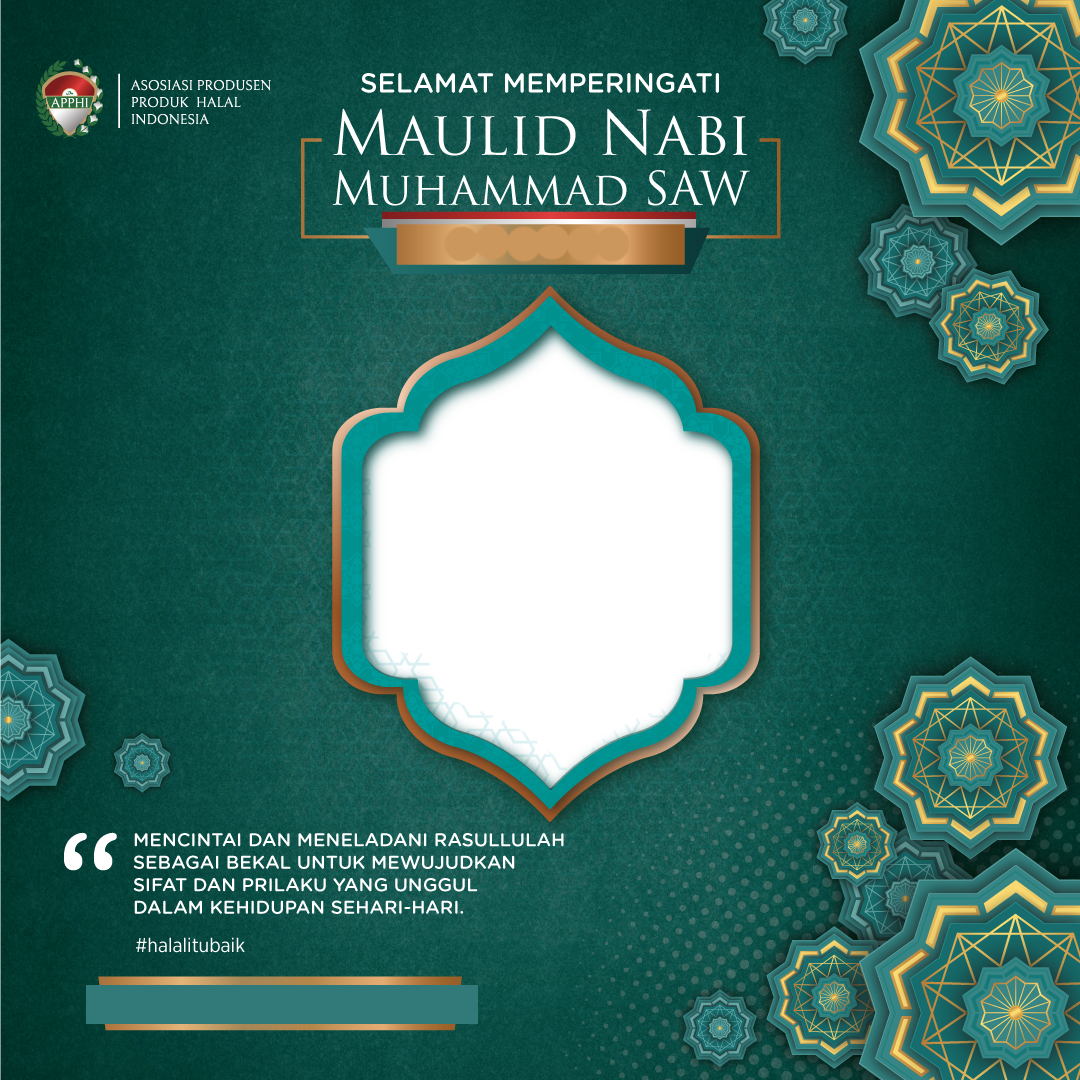 APPHI
ASOSIASI PRODUSEN
PRODUK HALAL
INDONESIA
SELAMAT MEMPERINGATI
MAULID NABI
MUHAMMAD SAW
“
MENCINTAI DAN MENELADANI RASULLULAH
SEBAGAI BEKAL UNTUK MEWUJUDKAN
SIFAT DAN PRILAKU YANG UNGGUL
DALAM KEHIDUPAN SEHARI-HARI.
#halalitubaik